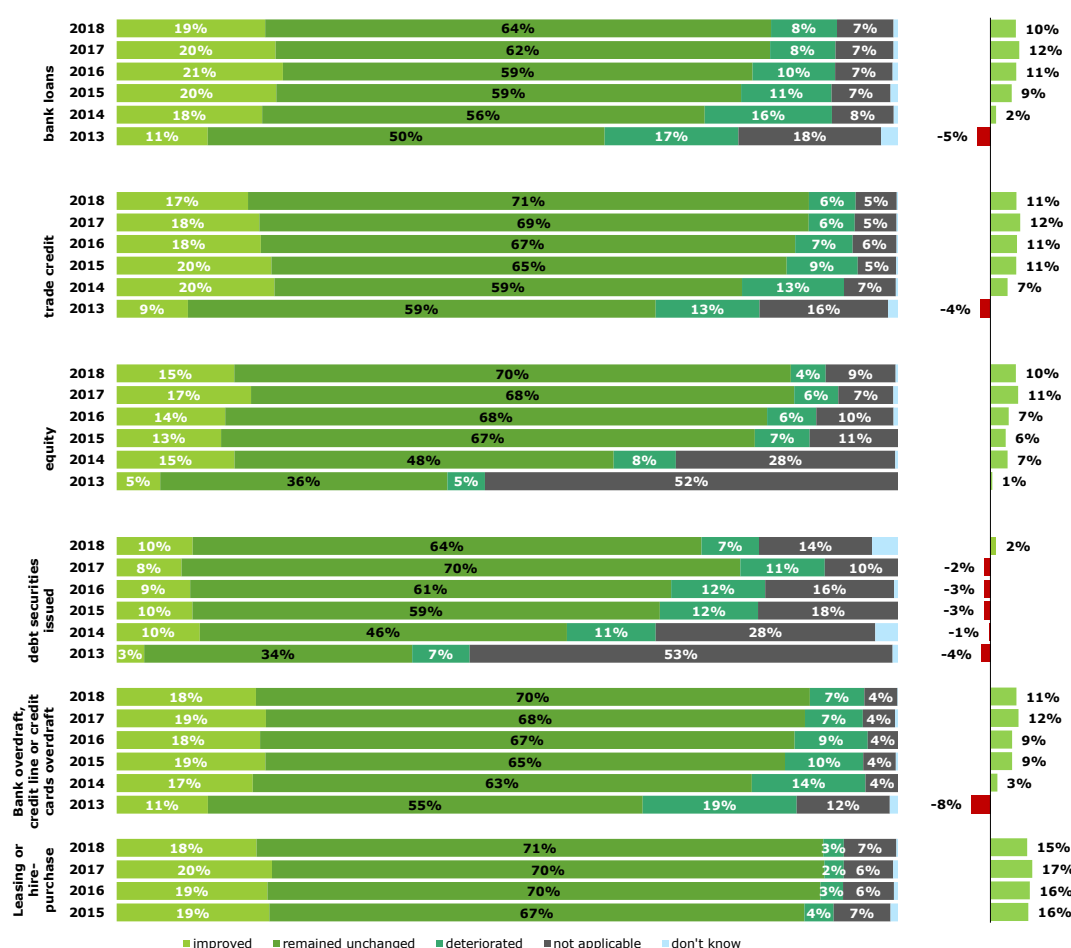 bank loans
2018 19% 64% 8% 7% 10%
2017 20% 62% 8% 7% 12%
2016 21% 59% 10% 7% 11%
2015 20% 59% 11% 7% 9%
2014 18% 56% 16% 8% 2%
2013 11% 50% 17% 18% -5%
trade credit
2018 17% 71% 6% 5% 11%
2017 18% 69% 6% 5% 12%
2016 18% 67% 7% 6% 11%
2015 20% 65% 9% 5% 11%
2014 20% 59% 13% 7% 7%
2013 9% 59% 13% 16% -4%
equity
2018 15% 70% 4% 9% 10%
2017 17% 68% 6% 7% 11%
2016 14% 68% 6% 10% 7%
2015 13% 67% 7% 11% 6%
2014 15% 48% 8% 28% 7%
2013 5% 36% 5% 52% 1%
debt securities
issued
2018 10% 64% 7% 14% 2%
2017 8% 70% 11% 10% -2%
2016 9% 61% 12% 16% -3%
2015 10% 59% 12% 18% -3%
2014 10% 46% 11% 28% -1%
2013 3% 34% 7% 53% -4%
Bank overdraft,
credit line or credit
cards overdraft
2018 18% 70% 7% 4% 11%
2017 19% 68% 7% 4% 12%
2016 18% 67% 9% 4% 9%
2015 19% 65% 10% 4% 9%
2014 17% 63% 14% 4% 3%
2013 11% 55% 19% 12% -8%
Leasing or
hire-
purchase
2018 18% 71% 3% 7% 15%
2017 20% 70% 2% 6% 17%
2016 19% 70% 3% 6% 16%
2015 19% 67% 4% 7% 16%
improved remained unchanged deteriorated not applicable don't know